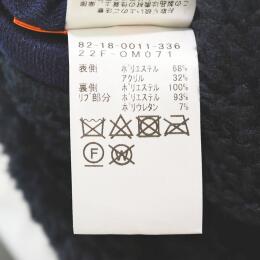 82-18-0011-336
22F-OM071
表側 ポリエステル 68%
アクリル 32%
裏側 ポリエステル 100%
リブ部分 ポリエステル 93%
ポリウレタン 7%
F W